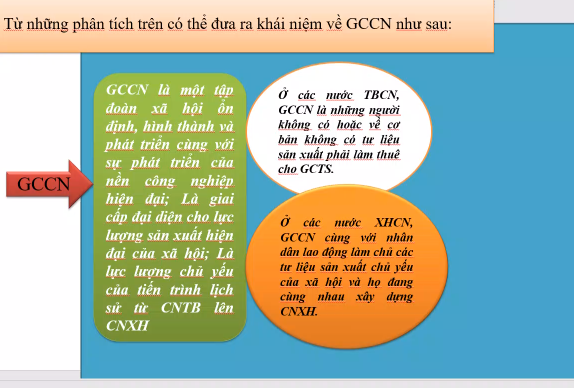 Từ những phân tích trên có thể đưa ra khái niệm về GCCN như sau:
GCCN
GCCN là một tập
đoàn xã hội ổn
định, hình thành và
phát triển cùng với
sự phát triển của
nền công nghiệp
hiện đại; Là giai
cấp đại diện cho lực
lượng sản xuất hiện
đại của xã hội; Là
lực lượng chủ yếu
của tiến trình lịch
sử từ CNTB lên
CNXH
Ở các nước TBCN,
GCCN là những người
không có hoặc về cơ
bản không có tư liệu
sản xuất phải làm thuê
cho GCTS.
Ở các nước XHCN,
GCCN cùng với nhân
dân lao động làm chủ các
tư liệu sản xuất chủ yếu
của xã hội và họ đang
cùng nhau xây dựng
CNXH.